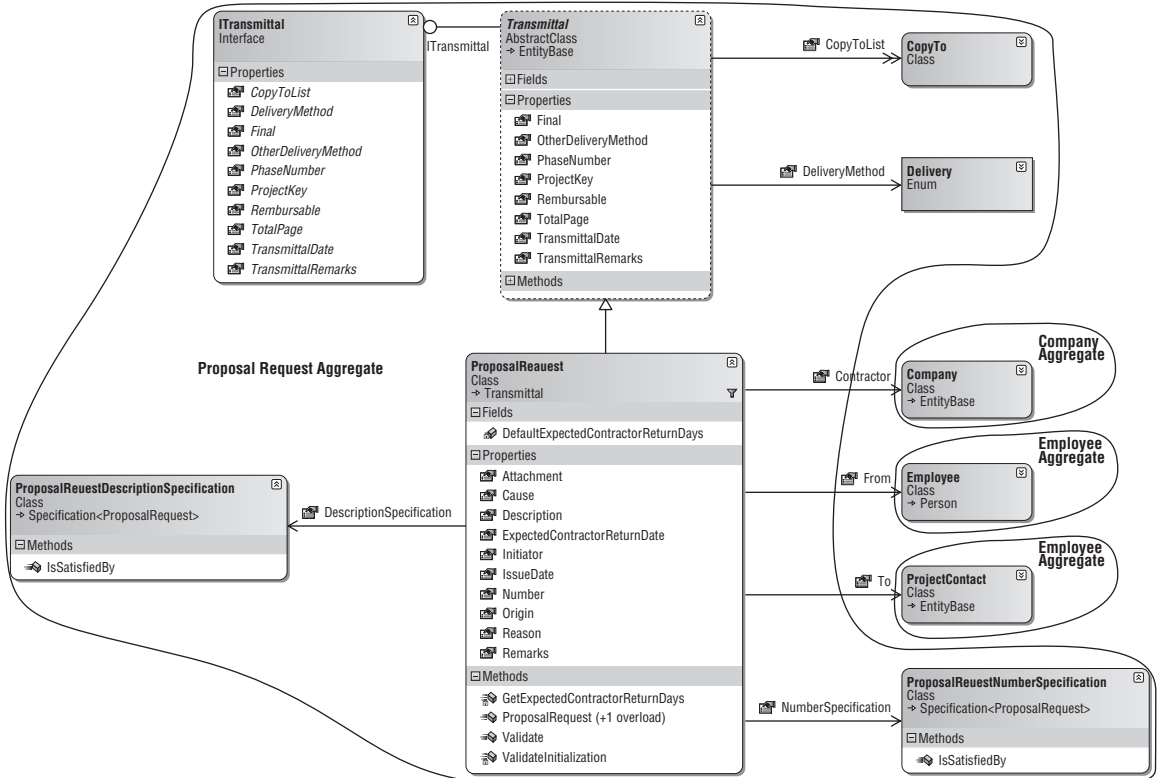 ITransmittal
Interface
Properties
CopyToList
DeliveryMethod
Final
OtherDeliveryMethod
PhaseNumber
ProjectKey
Rembursable
TotalPage
TransmittalDate
TransmittalRemarks
ITransmittal
Transmittal
AbstractClass
→ EntityBase
Fields
Properties
Final
OtherDeliveryMethod
PhaseNumber
ProjectKey
Rembursable
TotalPage
TransmittalDate
TransmittalRemarks
Methods
CopyToList
CopyTo
Class
DeliveryMethod
Delivery
Enum
Proposal Request Aggregate
ProposalReauest
Class
→ Transmittal
Fields
DefaultExpectedContractorReturnDays
Properties
Attachment
Cause
Description
ExpectedContractorReturnDate
Initiator
IssueDate
Number
Origin
Reason
Remarks
Methods
GetExpectedContractorReturnDays
ProposalRequest (+1 overload)
Validate
ValidateInitialization
DescriptionSpecification
ProposalReuestDescriptionSpecification
Class
→ Specification<ProposalRequest>
Methods
IsSatisfiedBy
Contractor
Company
Aggregate
Company
Class
→ EntityBase
From
Employee
Aggregate
Employee
Class
→ Person
To
Employee
Aggregate
ProjectContact
Class
→ EntityBase
NumberSpecification
ProposalReuestNumberSpecification
Class
→ Specification<ProposalRequest>
Methods
IsSatisfiedBy